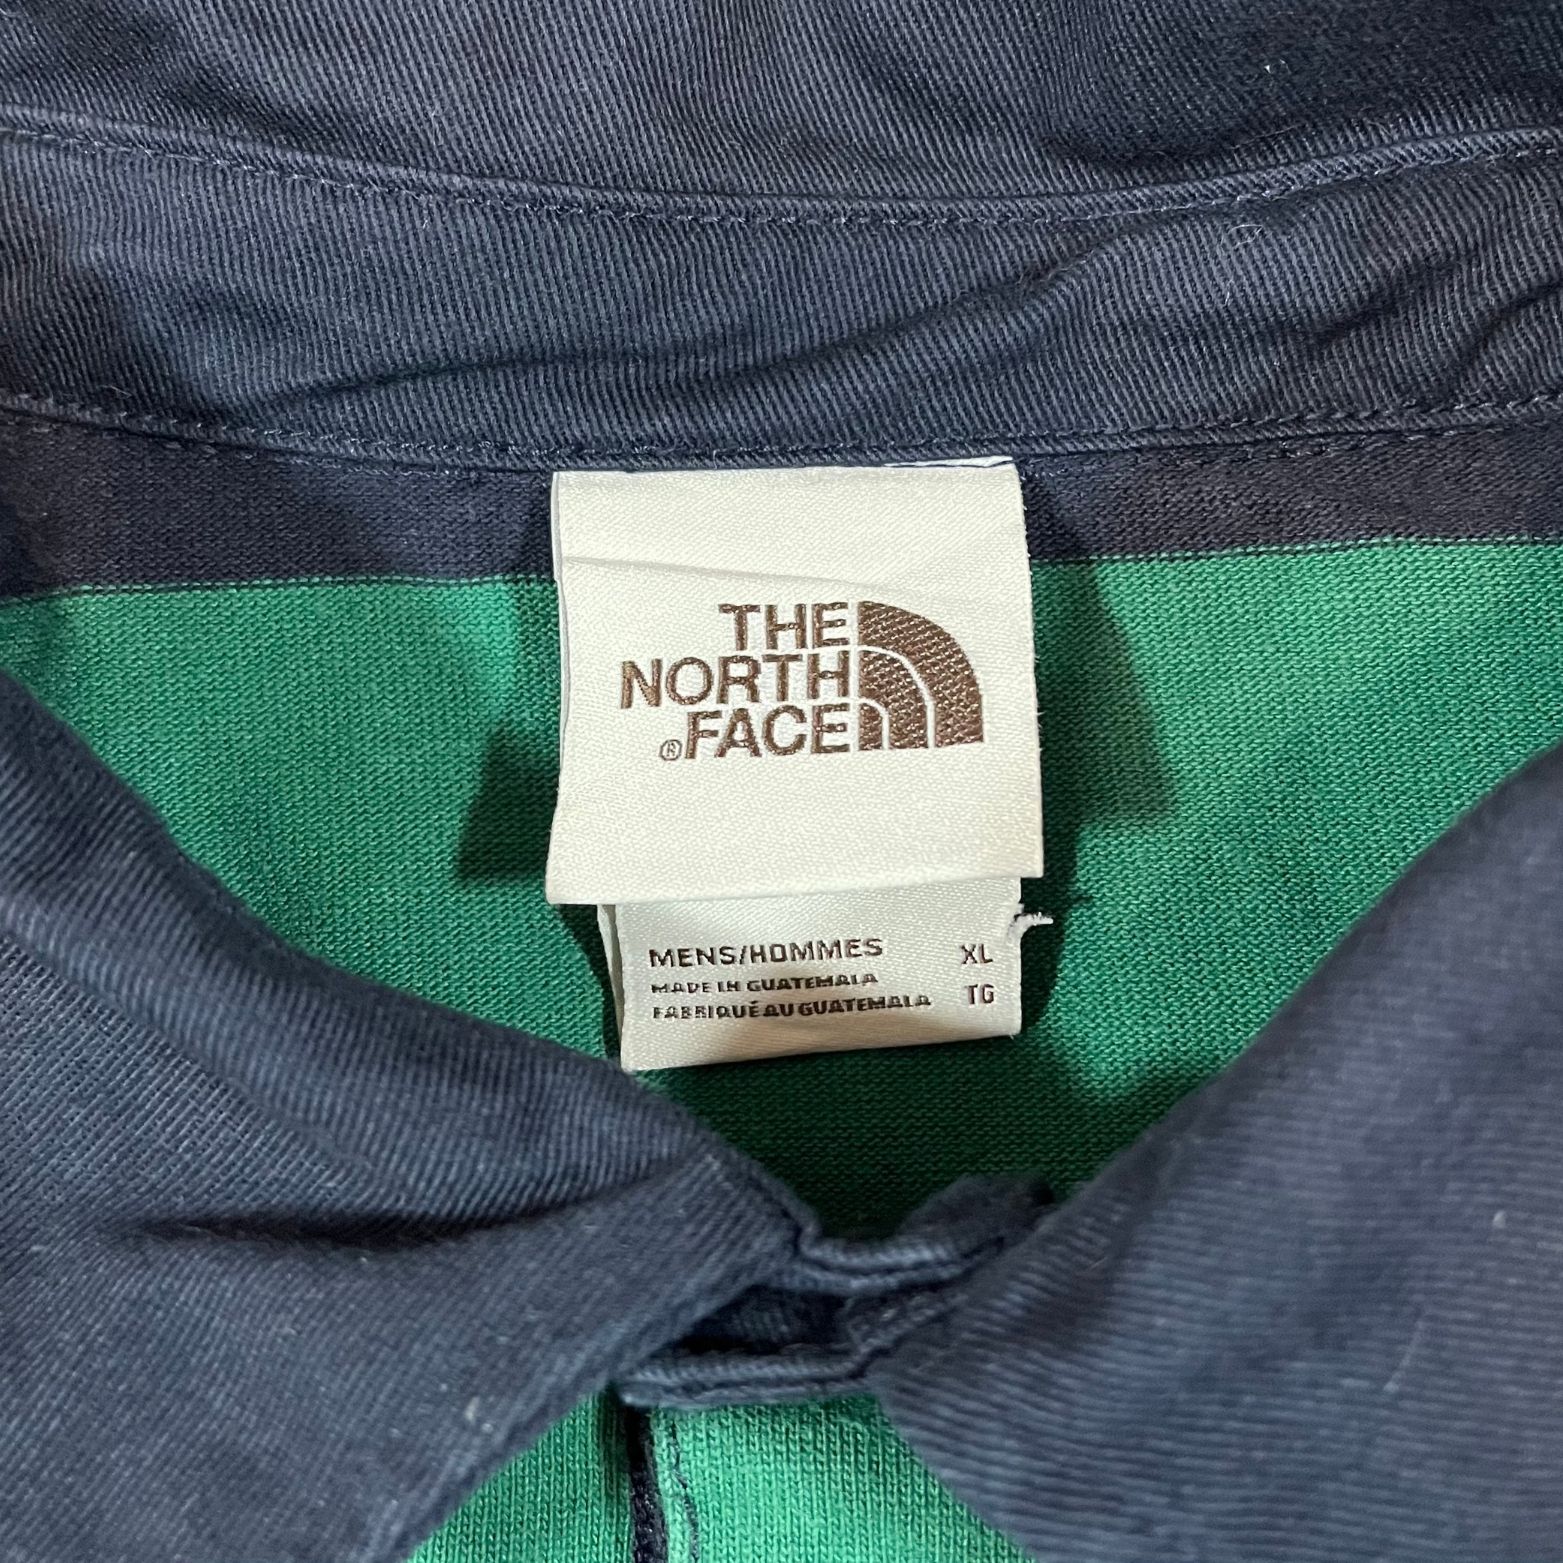 THE
NORTH
®FACE
MENS/HOMMES XL
MADE IN GUATEMALA
FABRIQUÉ AU GUATEMALA TG